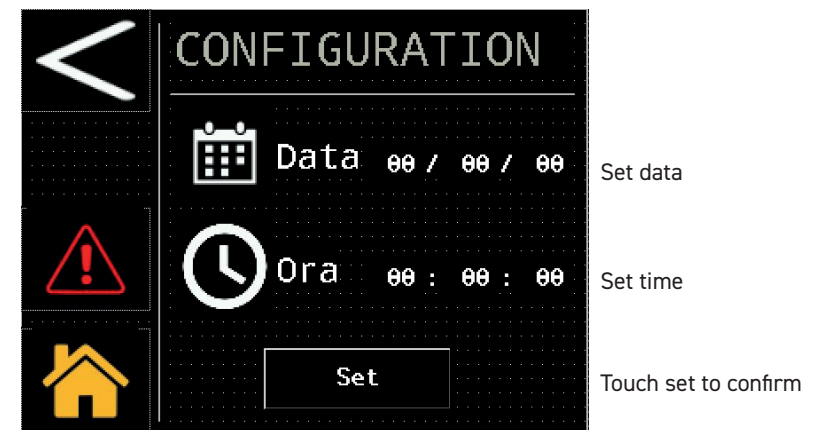 CONFIGURATION
Data 00 / 00 / 00
Set data
Ora 00 : 00 : 00
Set time
Set
Touch set to confirm